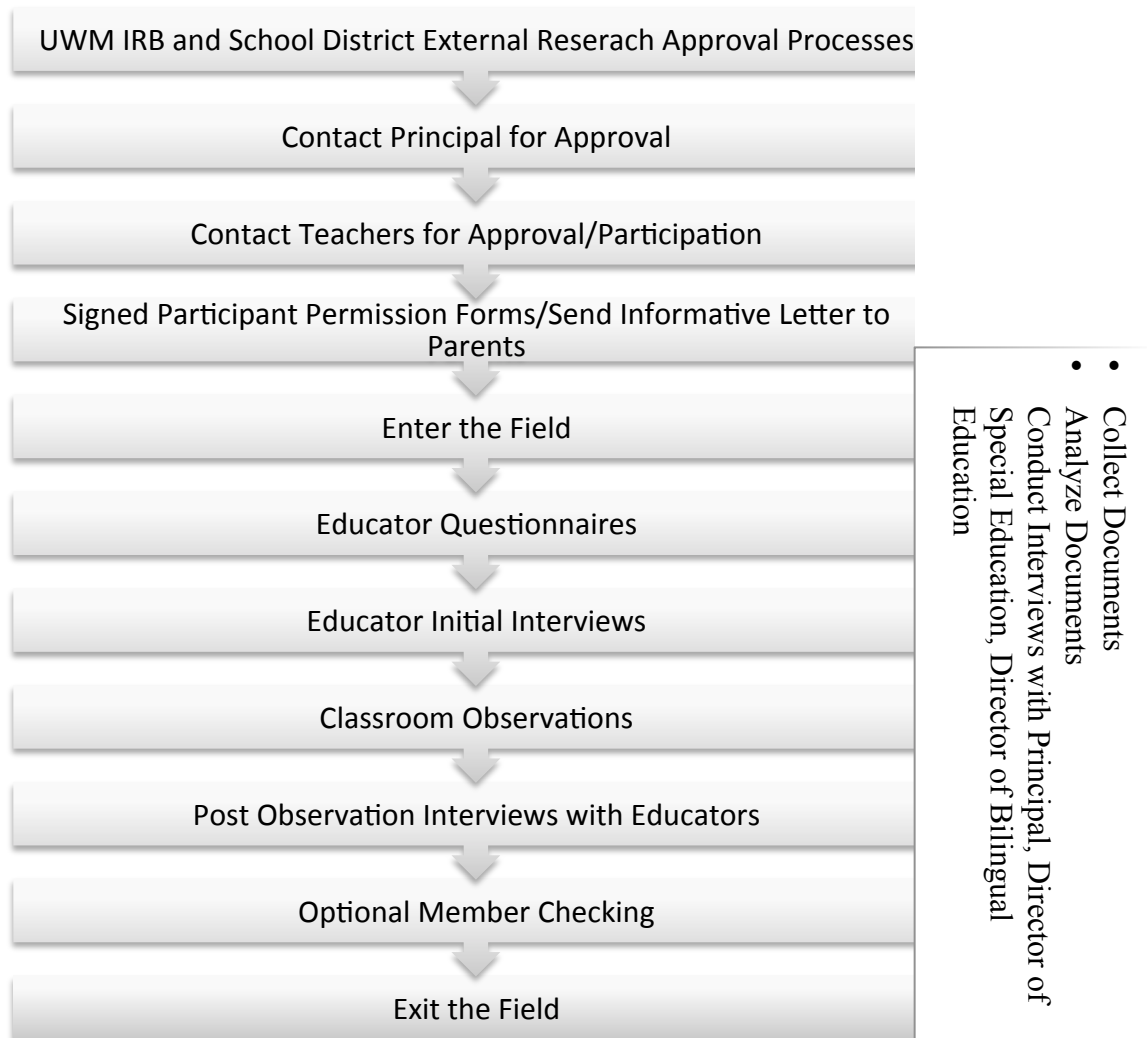 UWM IRB and School District External Reserach Approval Processes
Contact Principal for Approval
Contact Teachers for Approval/Participation
Signed Participant Permission Forms/Send Informative Letter to
Parents
Enter the Field
Educator Questionnaires
Educator Initial Interviews
Classroom Observations
Post Observation Interviews with Educators
Optional Member Checking
Exit the Field
• Collect Documents
• Analyze Documents
Conduct Interviews with Principal, Director of
Special Education, Director of Bilingual
Education